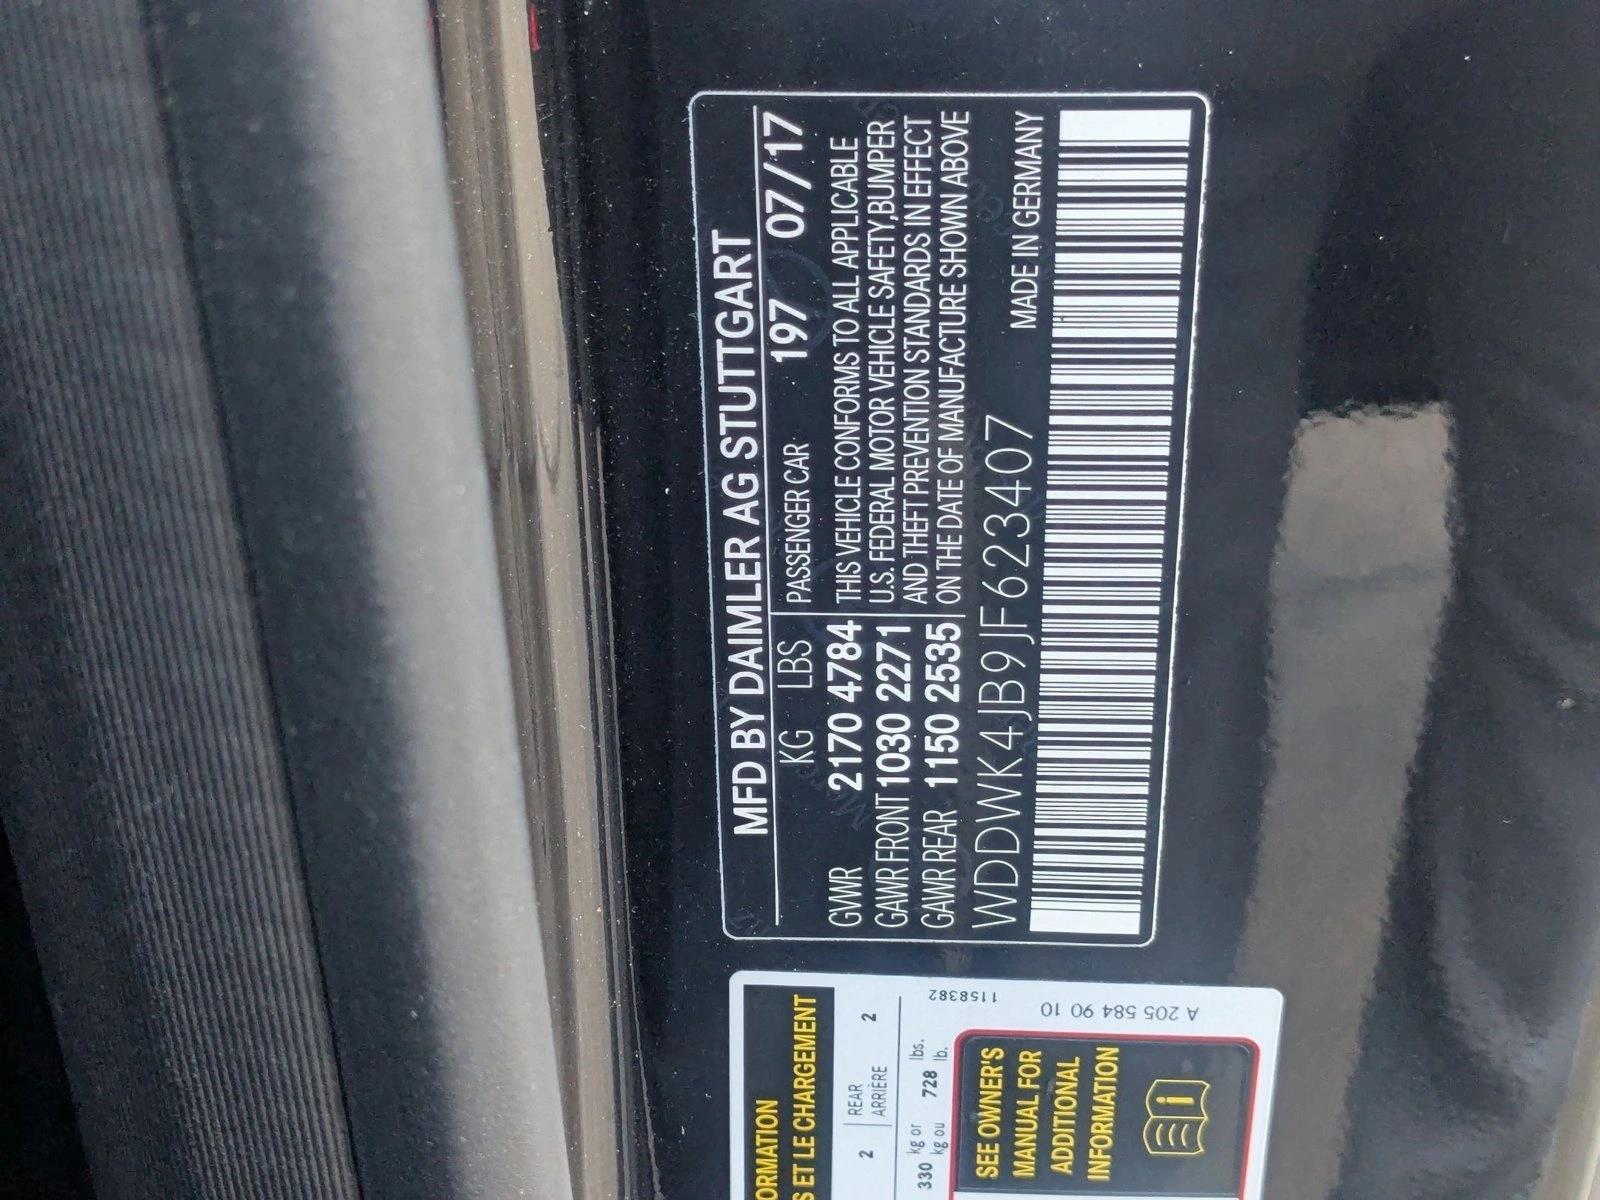 MFD BY DAIMLER AG STUTTGART
KG LBS PASSENGER CAR 197 07/17
GVWR 2170 4784 THIS VEHICLE CONFORMS TO ALL APPLICABLE
GAWR FRONT 1030 2271 U.S. FEDERAL MOTOR VEHICLE SAFETY,BUMPER
GAWR REAR 1150 2535 AND THEFT PREVENTION STANDARDS IN EFFECT
ON THE DATE OF MANUFACTURE SHOWN ABOVE
WDDWK4JB9JF623407 MADE IN GERMANY
ORMATION
S ET LE CHARGEMENT
2 REAR 2
ARRIÈRE
330 kg or 728 lbs.
kg ou lb.
SEE OWNER'S
MANUAL FOR
ADDITIONAL
INFORMATION
1158382
A 205 584 90 10